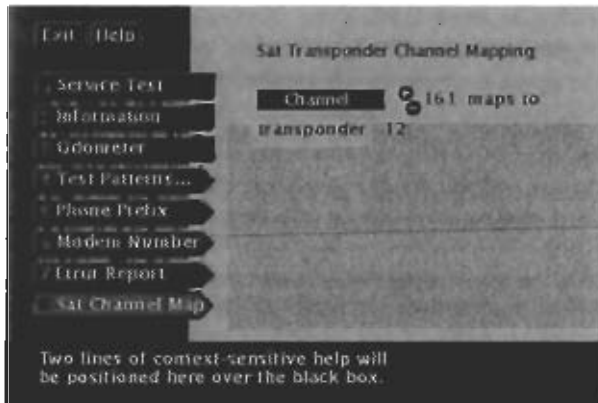 Exit Help
Sat Transponder Channel Mapping
Service Test
Channel 161 maps to
Information
transponder 12
Odometer
Test Patterns...
Phone Prefix
Modem Number
Error Report
Sat Channel Map
Two lines of context-sensitive help will
be positioned here over the black box.